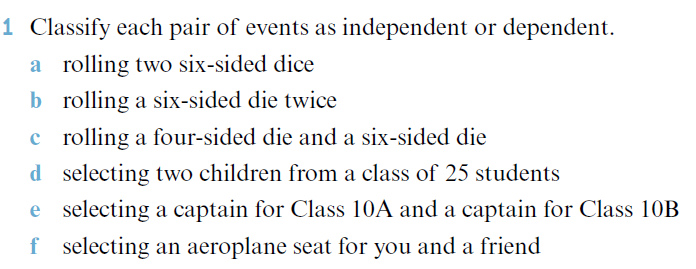 1 Classify each pair of events as independent or dependent.
a rolling two six-sided dice
b rolling a six-sided die twice
c rolling a four-sided die and a six-sided die
d selecting two children from a class of 25 students
e selecting a captain for Class 10A and a captain for Class 10B
f selecting an aeroplane seat for you and a friend